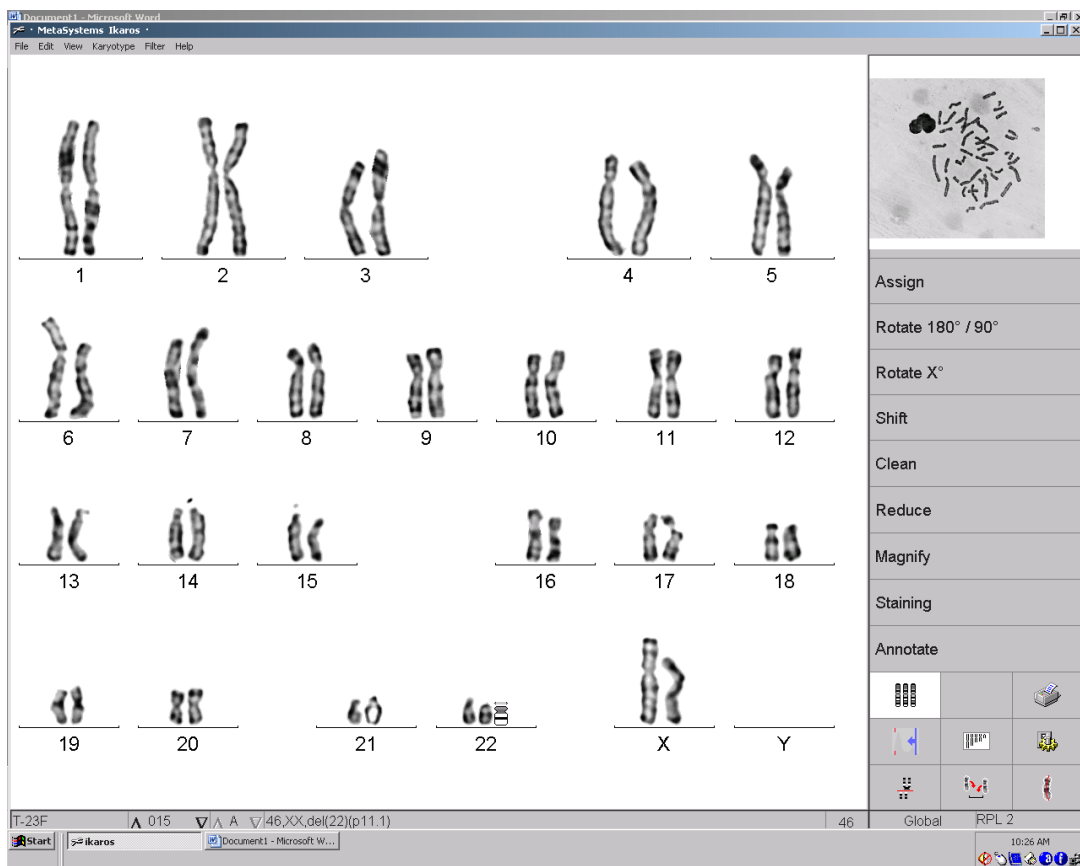 Document1 - Microsoft Word
· MetaSystems Ikaros ·
File Edit View Karyotype Filter Help
1 2 3 4 5
6 7 8 9 10 11 12
13 14 15 16 17 18
19 20 21 22 X Y
Assign
Rotate 180° / 90°
Rotate X°
Shift
Clean
Reduce
Magnify
Staining
Annotate
T-23F 015 A 46,XX,del(22)(p11.1) 46 Global RPL 2
Start ikaros Document1 - Microsoft W...
10:26 AM